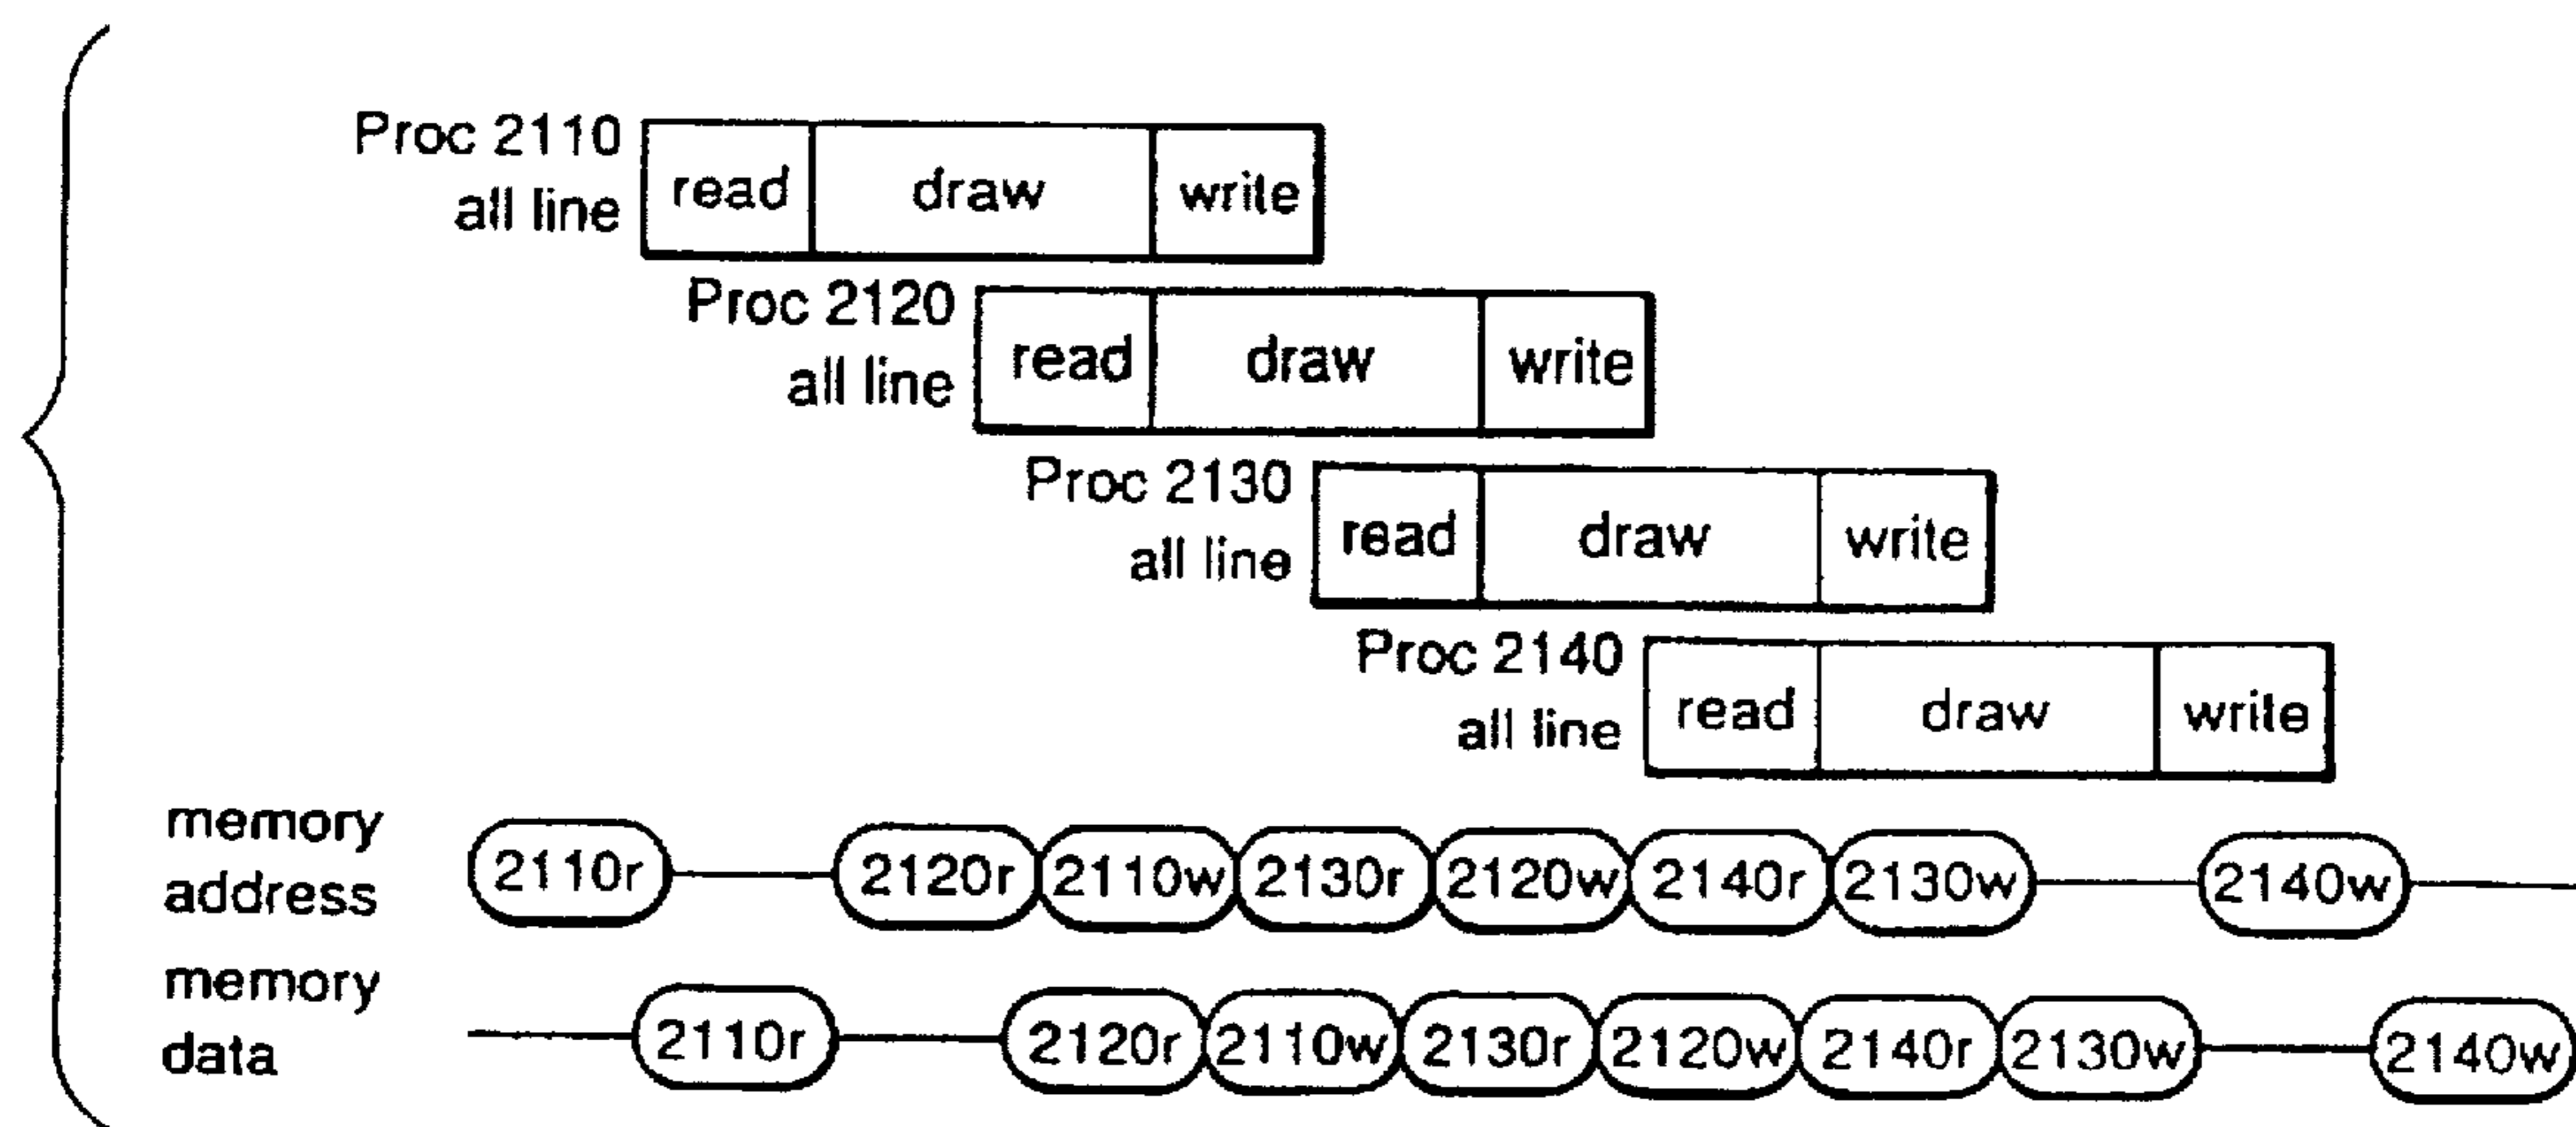 Proc 2110
all line
read draw write
Proc 2120
all line
read draw write
Proc 2130
all line
read draw write
Proc 2140
all line
read draw write
memory
address
2110r 2120r 2110w 2130r 2120w 2140r 2130w 2140w
memory
data
2110r 2120r 2110w 2130r 2120w 2140r 2130w 2140w